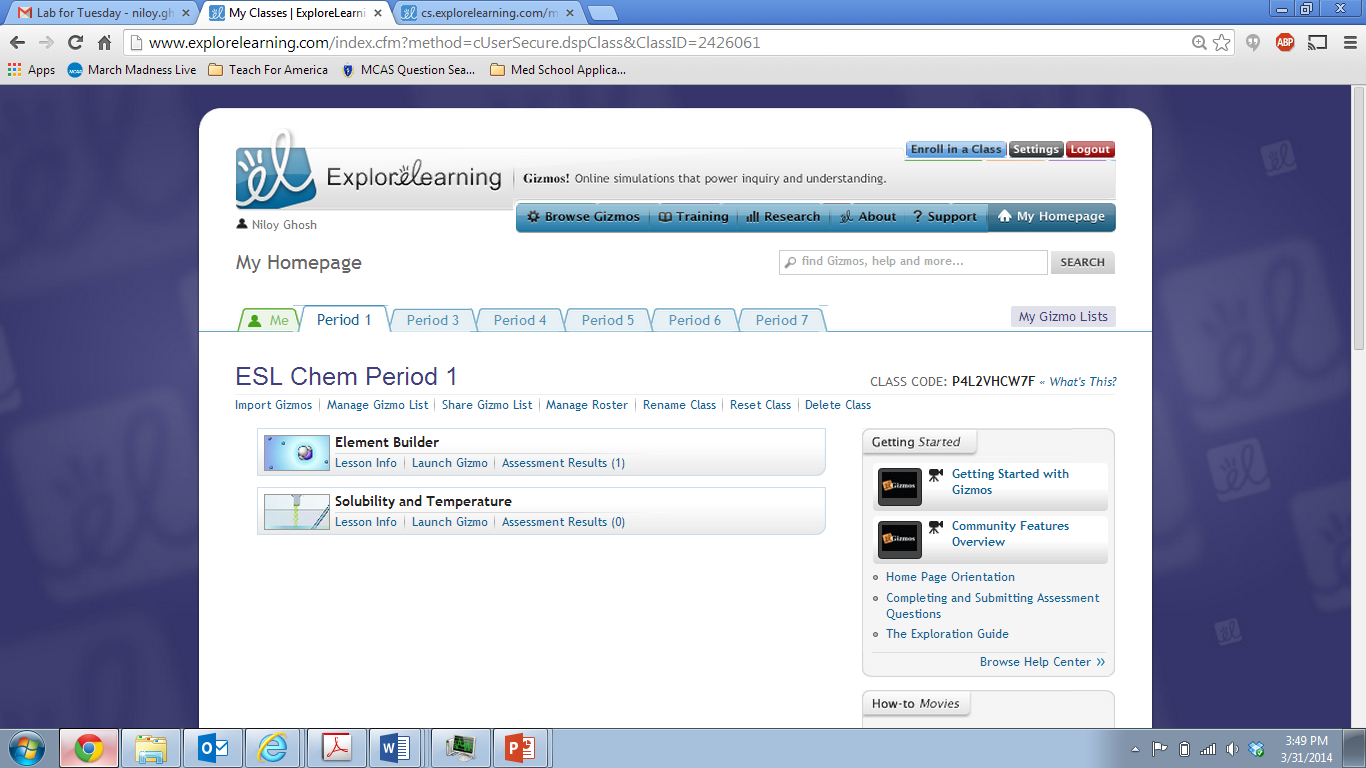 Lab for Tuesday - niloy.gh
My Classes | ExploreLearni
cs.explorelearning.com/m
www.explorelearning.com/index.cfm?method=cUserSecure.dspClass&ClassID=2426061
ABP
Apps
March Madness Live
Teach For America
MCAS Question Sea...
Med School Applica...
Enroll in a Class
Settings
Logout
el
ExploreLearning
Gizmos! Online simulations that power inquiry and understanding.
Niloy Ghosh
Browse Gizmos
Training
Research
About
? Support
My Homepage
My Homepage
find Gizmos, help and more...
SEARCH
Me
Period 1
Period 3
Period 4
Period 5
Period 6
Period 7
My Gizmo Lists
ESL Chem Period 1
CLASS CODE: P4L2VHCW7F « What's This?
Import Gizmos | Manage Gizmo List | Share Gizmo List | Manage Roster | Rename Class | Reset Class | Delete Class
Element Builder
Lesson Info | Launch Gizmo | Assessment Results (1)
Solubility and Temperature
Lesson Info | Launch Gizmo | Assessment Results (0)
Getting Started
Gizmos
Getting Started with
Gizmos
Gizmos
Community Features
Overview
Home Page Orientation
Completing and Submitting Assessment
Questions
The Exploration Guide
Browse Help Center »
How-to Movies
3:49 PM
3/31/2014